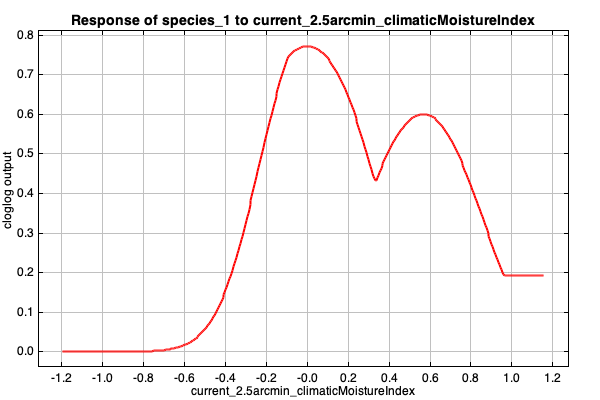 Response of species_1 to current_2.5arcmin_climaticMoistureIndex
cloglog output
0.8
0.7
0.6
0.5
0.4
0.3
0.2
0.1
0.0
-1.2 -1.0 -0.8 -0.6 -0.4 -0.2 -0.0 0.2 0.4 0.6 0.8 1.0 1.2
current_2.5arcmin_climaticMoistureIndex